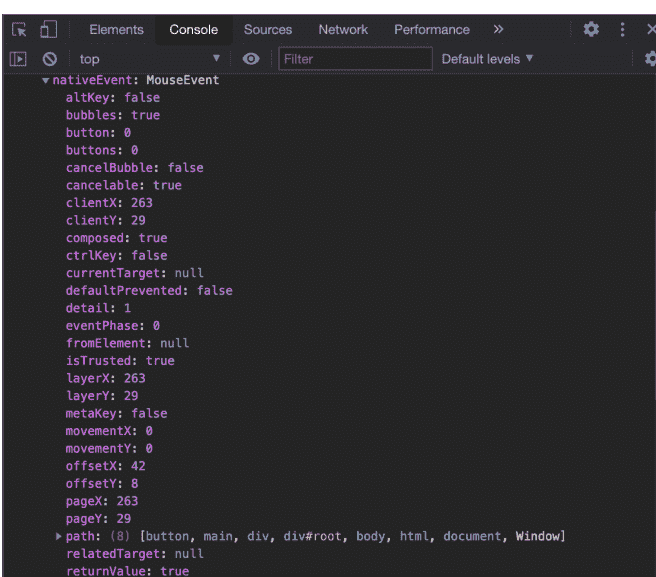 Elements Console Sources Network Performance »
top ▼ Filter Default levels ▼
▼nativeEvent: MouseEvent
altKey: false
bubbles: true
button: 0
buttons: 0
cancelBubble: false
cancelable: true
clientX: 263
clientY: 29
composed: true
ctrlKey: false
currentTarget: null
defaultPrevented: false
detail: 1
eventPhase: 0
fromElement: null
isTrusted: true
layerX: 263
layerY: 29
metaKey: false
movementX: 0
movementY: 0
offsetX: 42
offsetY: 8
pageX: 263
pageY: 29
▶path: (8) [button, main, div, div#root, body, html, document, Window]
relatedTarget: null
returnValue: true